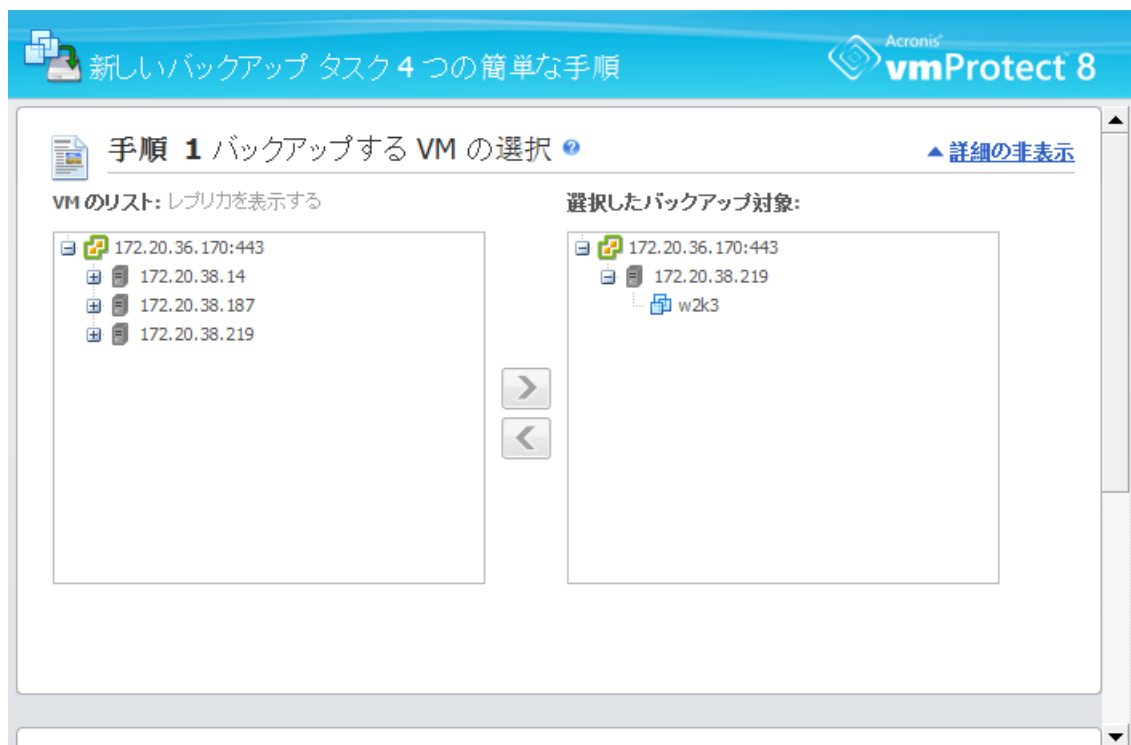 新しいバックアップ タスク 4 つの簡単な手順
Acronis®
vmProtect™ 8
手順 1 バックアップする VM の選択
詳細の非表示
VM のリスト: レプリカを表示する
172.20.36.170:443
172.20.38.14
172.20.38.187
172.20.38.219
選択したバックアップ対象:
172.20.36.170:443
172.20.38.219
w2k3